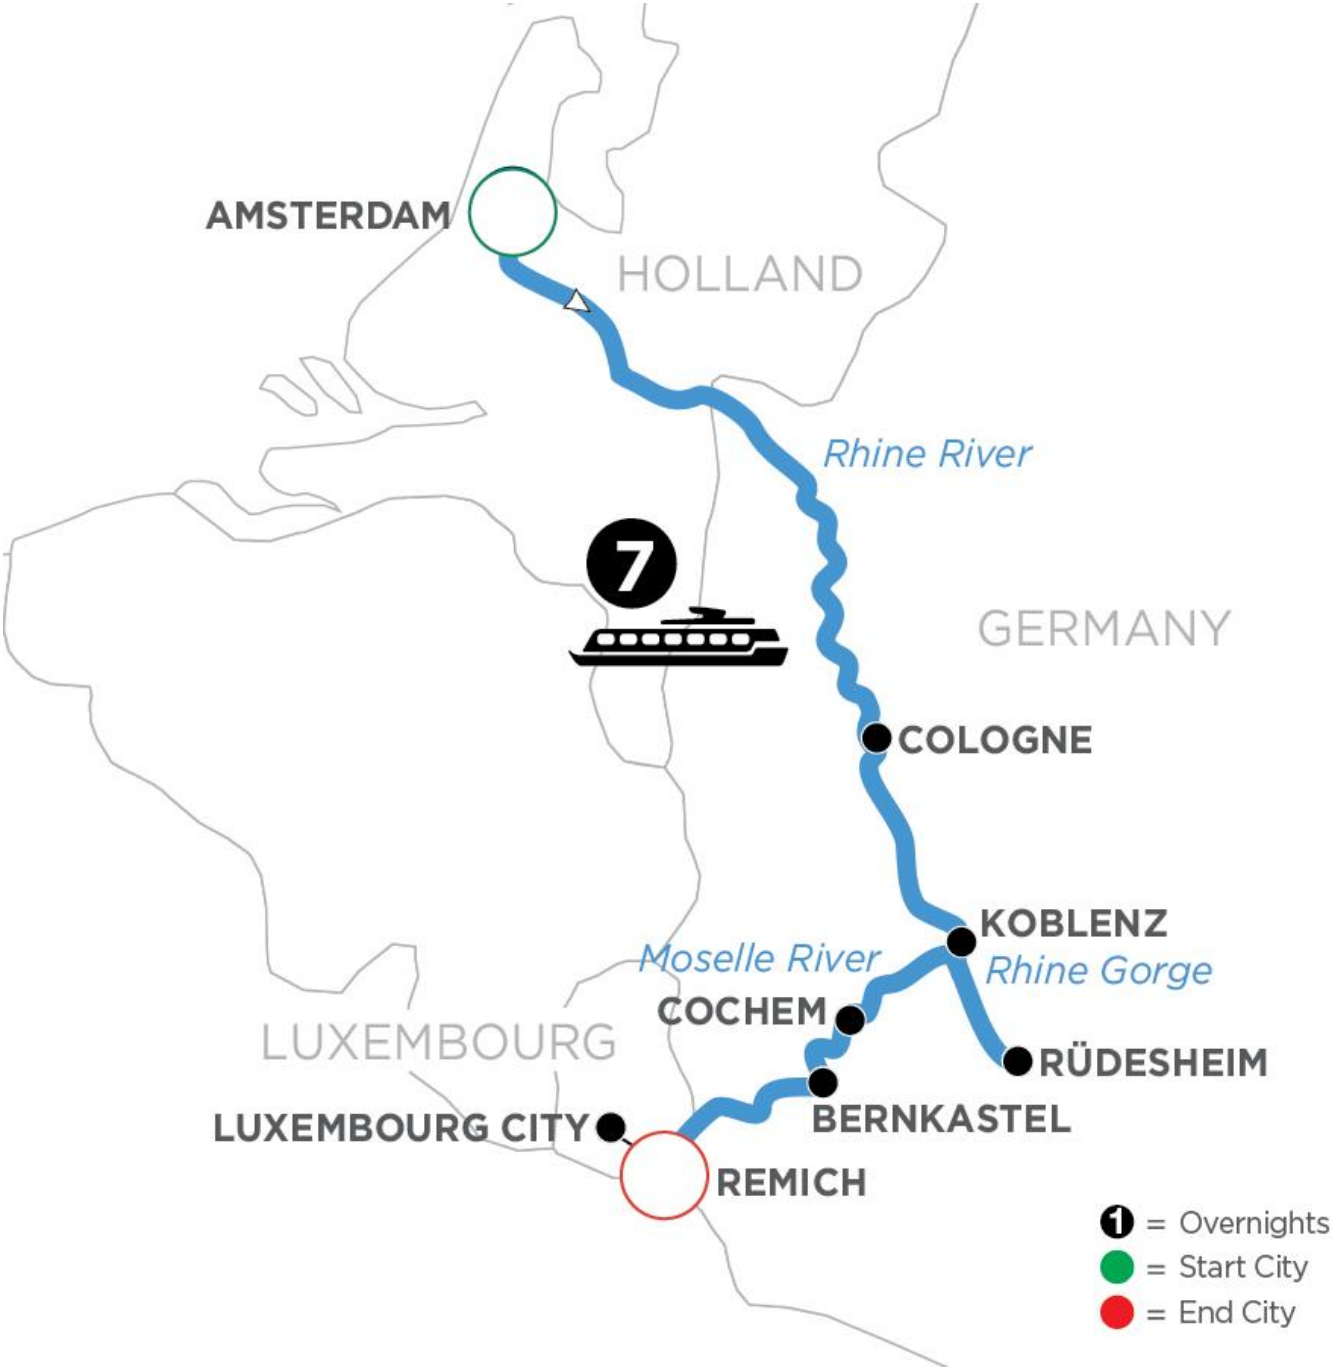 AMSTERDAM
HOLLAND
Rhine River
7
GERMANY
COLOGNE
KOBLENZ
Moselle River
Rhine Gorge
COCHEM
LUXEMBOURG
RÜDESHEIM
BERNKASTEL
LUXEMBOURG CITY
REMICH
1 = Overnights
= Start City
= End City